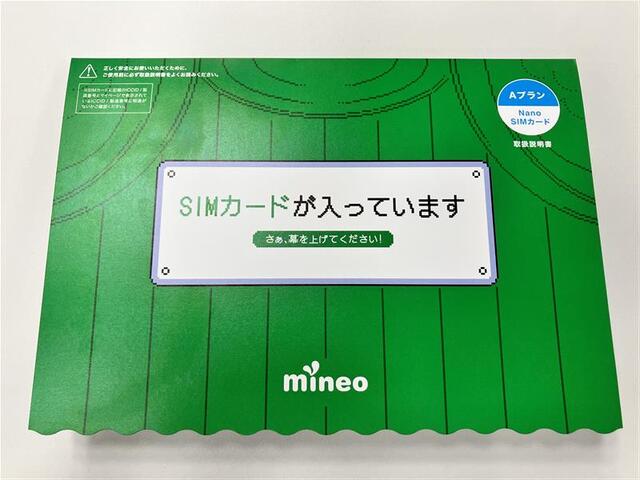 正しく安全にお使いいただくために、
ご使用前に必ず取扱説明書をよくお読みください。
Aプラン
Nano
SIMカード
取扱説明書
SIMカードが入っています
さぁ、幕を上げてください!
mineo